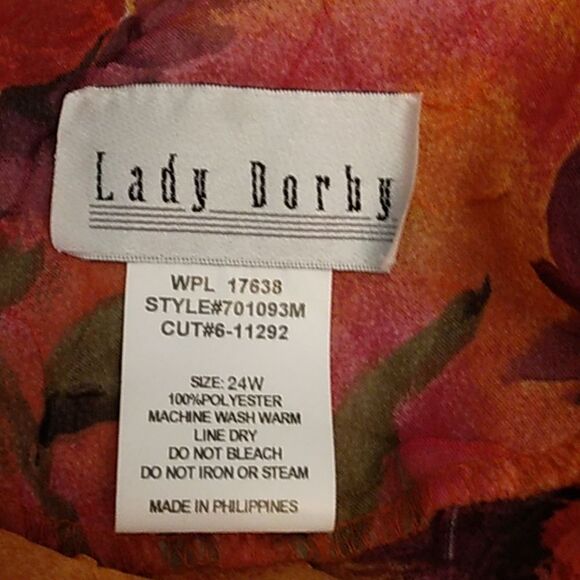 Lady Dorby
WPL 17638
STYLE#701093M
CUT#6-11292
SIZE: 24W
100%POLYESTER
MACHINE WASH WARM
LINE DRY
DO NOT BLEACH
DO NOT IRON OR STEAM
MADE IN PHILIPPINES